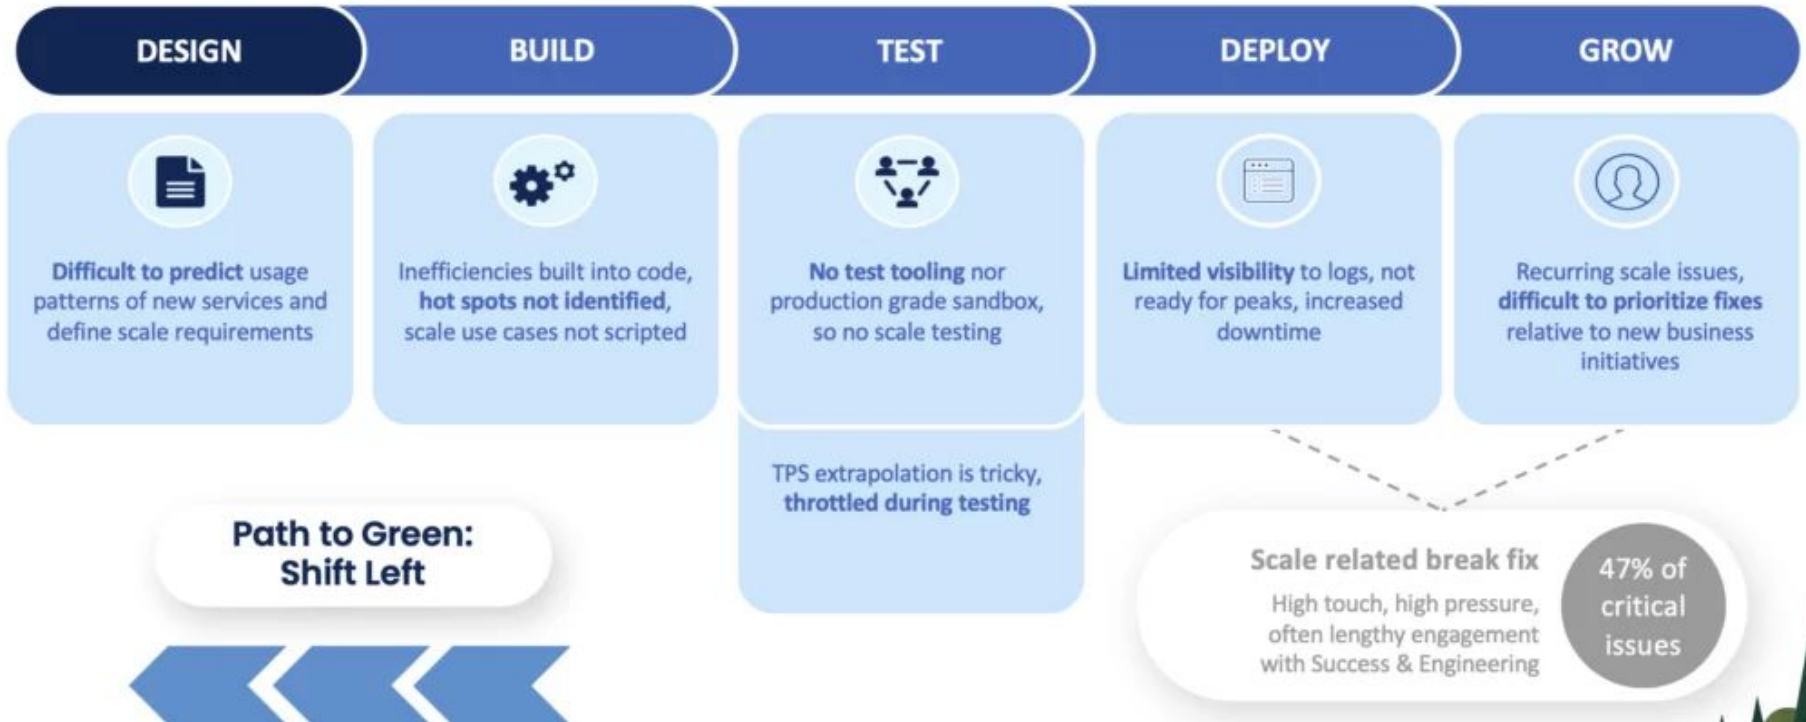 DESIGN
BUILD
TEST
DEPLOY
GROW
Difficult to predict usage
patterns of new services and
define scale requirements
Inefficiencies built into code,
hot spots not identified,
scale use cases not scripted
No test tooling nor
production grade sandbox,
so no scale testing
Limited visibility to logs, not
ready for peaks, increased
downtime
Recurring scale issues,
difficult to prioritize fixes
relative to new business
initiatives
TPS extrapolation is tricky,
throttled during testing
Path to Green:
Shift Left
Scale related break fix
High touch, high pressure,
often lengthy engagement
with Success & Engineering
47% of
critical
issues